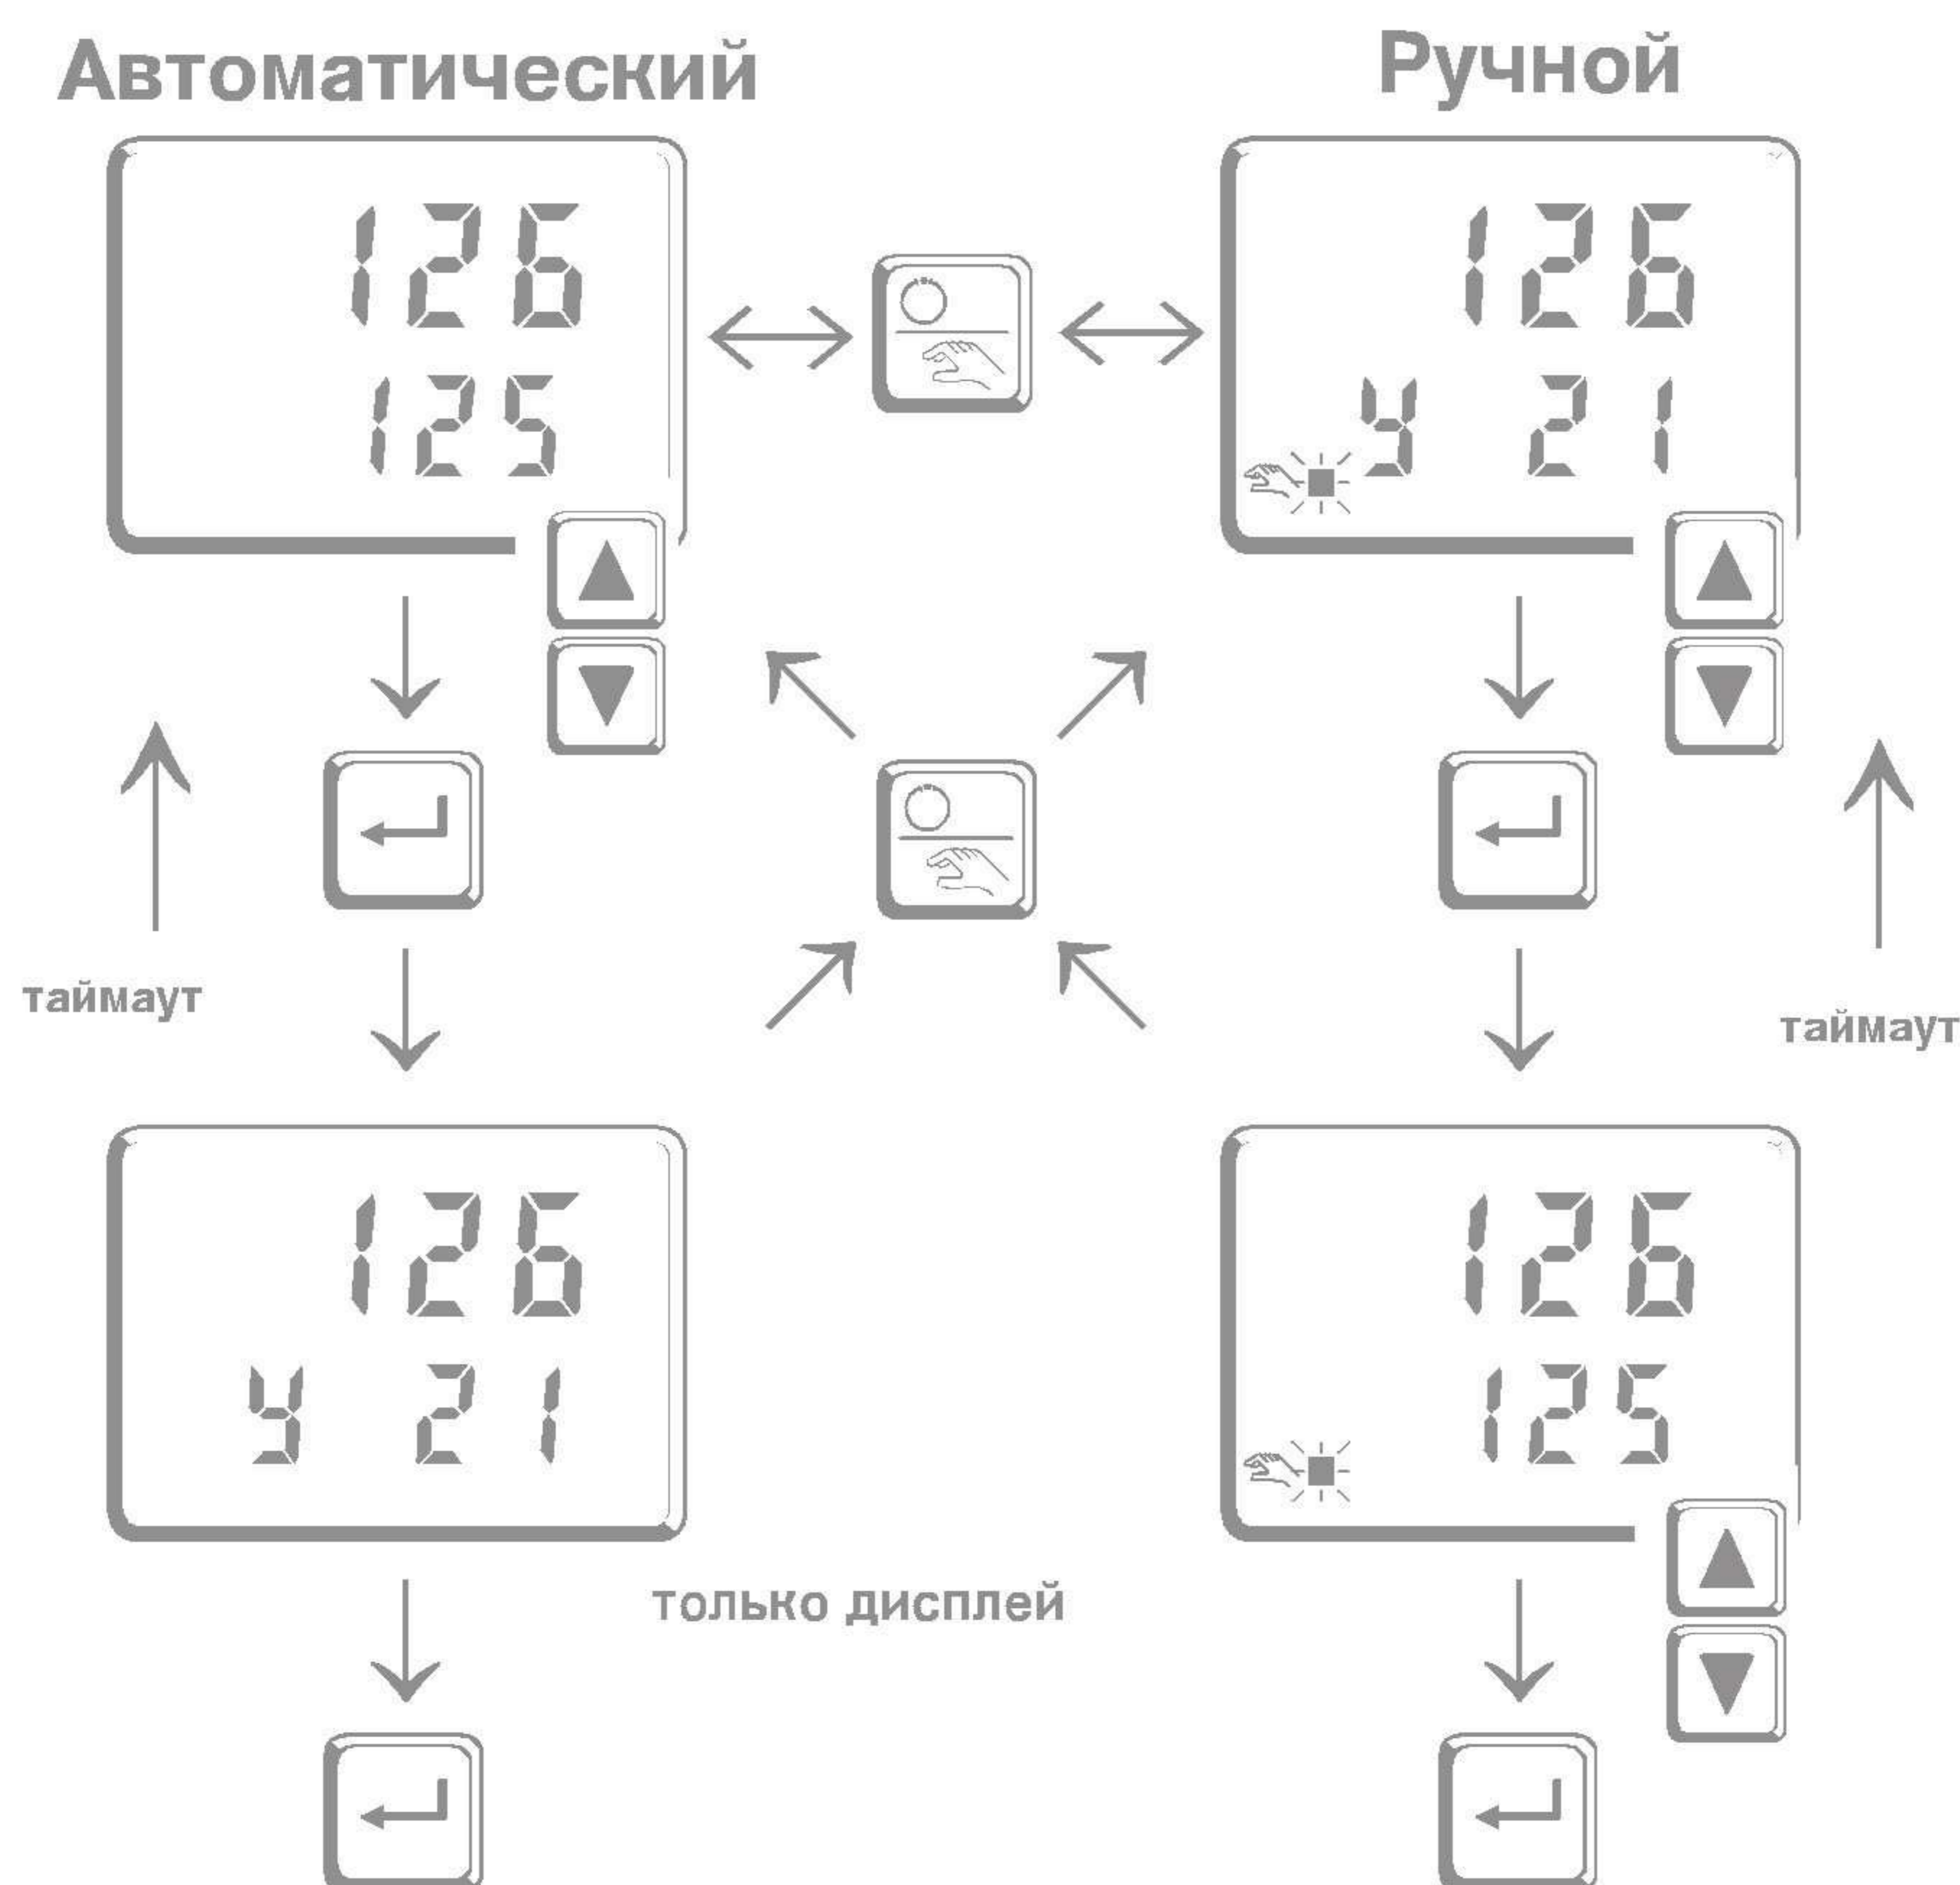 Автоматический
Ручной
126
125
126
y 21
таймаут
таймаут
126
y 21
126
125
только дисплей